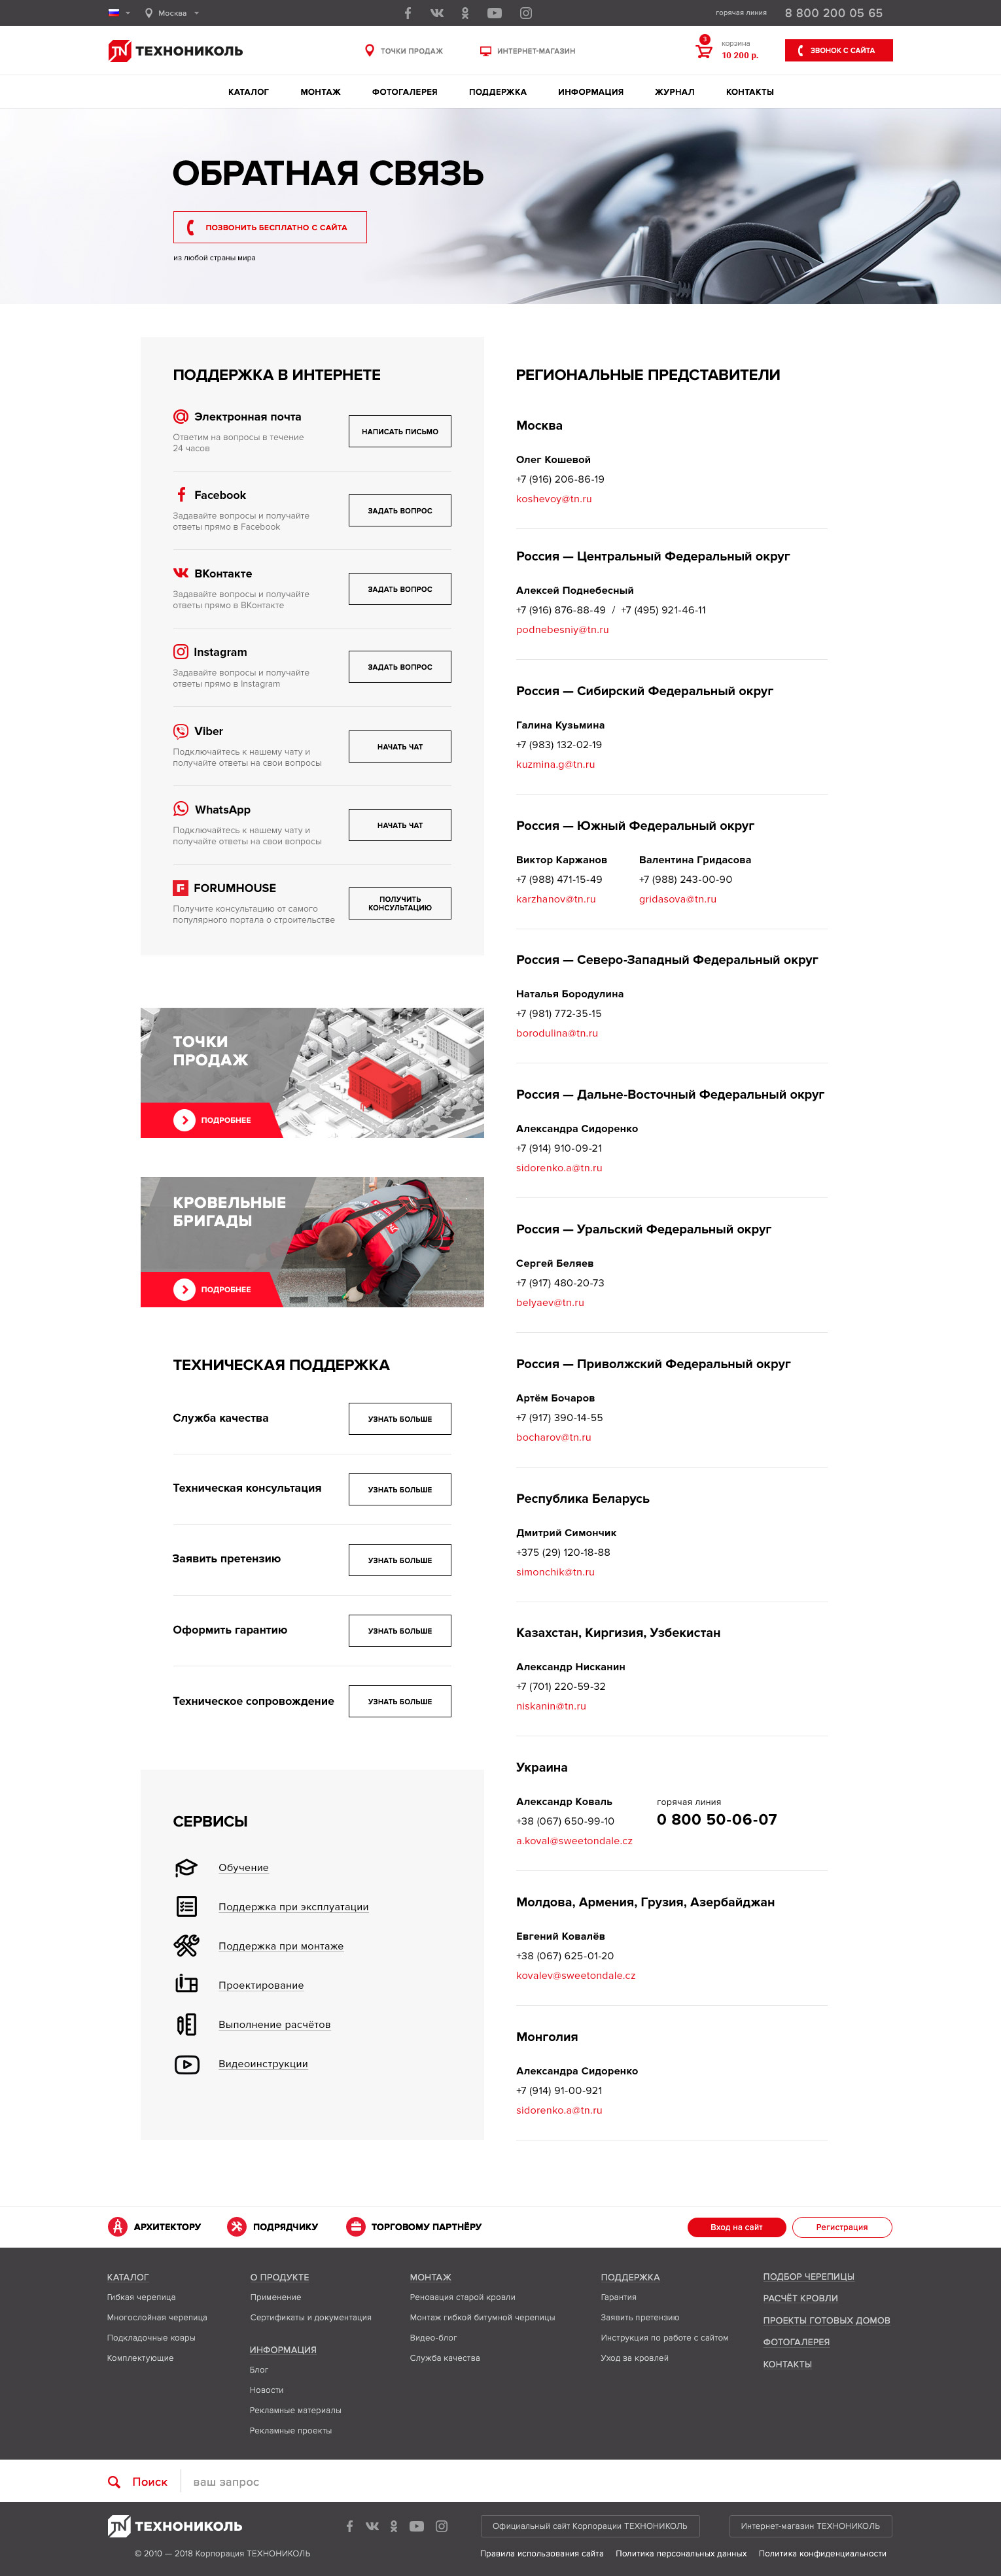 Москва
горячая линия
8 800 200 05 65
ТЕХНОНИКОЛЬ
ТОЧКИ ПРОДАЖ
ИНТЕРНЕТ-МАГАЗИН
3
корзина
10 200 р.
ЗВОНОК С САЙТА
КАТАЛОГ
МОНТАЖ
ФОТОГАЛЕРЕЯ
ПОДДЕРЖКА
ИНФОРМАЦИЯ
ЖУРНАЛ
КОНТАКТЫ
ОБРАТНАЯ СВЯЗЬ
ПОЗВОНИТЬ БЕСПЛАТНО С САЙТА
из любой страны мира
ПОДДЕРЖКА В ИНТЕРНЕТЕ
Электронная почта
Ответим на вопросы в течение
24 часов
НАПИСАТЬ ПИСЬМО
Facebook
Задавайте вопросы и получайте
ответы прямо в Facebook
ЗАДАТЬ ВОПРОС
ВКонтакте
Задавайте вопросы и получайте
ответы прямо в ВКонтакте
ЗАДАТЬ ВОПРОС
Instagram
Задавайте вопросы и получайте
ответы прямо в Instagram
ЗАДАТЬ ВОПРОС
Viber
Подключайтесь к нашему чату и
получайте ответы на свои вопросы
НАЧАТЬ ЧАТ
WhatsApp
Подключайтесь к нашему чату и
получайте ответы на свои вопросы
НАЧАТЬ ЧАТ
FORUMHOUSE
Получите консультацию от самого
популярного портала о строительстве
ПОЛУЧИТЬ
КОНСУЛЬТАЦИЮ
ТОЧКИ
ПРОДАЖ
ПОДРОБНЕЕ
КРОВЕЛЬНЫЕ
БРИГАДЫ
ПОДРОБНЕЕ
ТЕХНИЧЕСКАЯ ПОДДЕРЖКА
Служба качества
УЗНАТЬ БОЛЬШЕ
Техническая консультация
УЗНАТЬ БОЛЬШЕ
Заявить претензию
УЗНАТЬ БОЛЬШЕ
Оформить гарантию
УЗНАТЬ БОЛЬШЕ
Техническое сопровождение
УЗНАТЬ БОЛЬШЕ
СЕРВИСЫ
Обучение
Поддержка при эксплуатации
Поддержка при монтаже
Проектирование
Выполнение расчётов
Видеоинструкции
РЕГИОНАЛЬНЫЕ ПРЕДСТАВИТЕЛИ
Москва
Олег Кошевой
+7 (916) 206-86-19
koshevoy@tn.ru
Россия — Центральный Федеральный округ
Алексей Поднебесный
+7 (916) 876-88-49 / +7 (495) 921-46-11
podnebesniy@tn.ru
Россия — Сибирский Федеральный округ
Галина Кузьмина
+7 (983) 132-02-19
kuzmina.g@tn.ru
Россия — Южный Федеральный округ
Виктор Каржанов
+7 (988) 471-15-49
karzhanov@tn.ru
Валентина Гридасова
+7 (988) 243-00-90
gridasova@tn.ru
Россия — Северо-Западный Федеральный округ
Наталья Бородулина
+7 (981) 772-35-15
borodulina@tn.ru
Россия — Дальне-Восточный Федеральный округ
Александра Сидоренко
+7 (914) 910-09-21
sidorenko.a@tn.ru
Россия — Уральский Федеральный округ
Сергей Беляев
+7 (917) 480-20-73
belyaev@tn.ru
Россия — Приволжский Федеральный округ
Артём Бочаров
+7 (917) 390-14-55
bocharov@tn.ru
Республика Беларусь
Дмитрий Симончик
+375 (29) 120-18-88
simonchik@tn.ru
Казахстан, Киргизия, Узбекистан
Александр Нисканин
+7 (701) 220-59-32
niskanin@tn.ru
Украина
Александр Коваль
+38 (067) 650-99-10
a.koval@sweetondale.cz
горячая линия
0 800 50-06-07
Молдова, Армения, Грузия, Азербайджан
Евгений Ковалёв
+38 (067) 625-01-20
kovalev@sweetondale.cz
Монголия
Александра Сидоренко
+7 (914) 91-00-921
sidorenko.a@tn.ru
АРХИТЕКТОРУ
ПОДРЯДЧИКУ
ТОРГОВОМУ ПАРТНЁРУ
Вход на сайт
Регистрация
КАТАЛОГ
Гибкая черепица
Многослойная черепица
Подкладочные ковры
Комплектующие
О ПРОДУКТЕ
Применение
Сертификаты и документация
ИНФОРМАЦИЯ
Блог
Новости
Рекламные материалы
Рекламные проекты
МОНТАЖ
Реновация старой кровли
Монтаж гибкой битумной черепицы
Видео-блог
Служба качества
ПОДДЕРЖКА
Гарантия
Заявить претензию
Инструкция по работе с сайтом
Уход за кровлей
ПОДБОР ЧЕРЕПИЦЫ
РАСЧЁТ КРОВЛИ
ПРОЕКТЫ ГОТОВЫХ ДОМОВ
ФОТОГАЛЕРЕЯ
КОНТАКТЫ
Поиск
ваш запрос
ТЕХНОНИКОЛЬ
Официальный сайт Корпорации ТЕХНОНИКОЛЬ
Интернет-магазин ТЕХНОНИКОЛЬ
© 2010 — 2018 Корпорация ТЕХНОНИКОЛЬ
Правила использования сайта
Политика персональных данных
Политика конфиденциальности